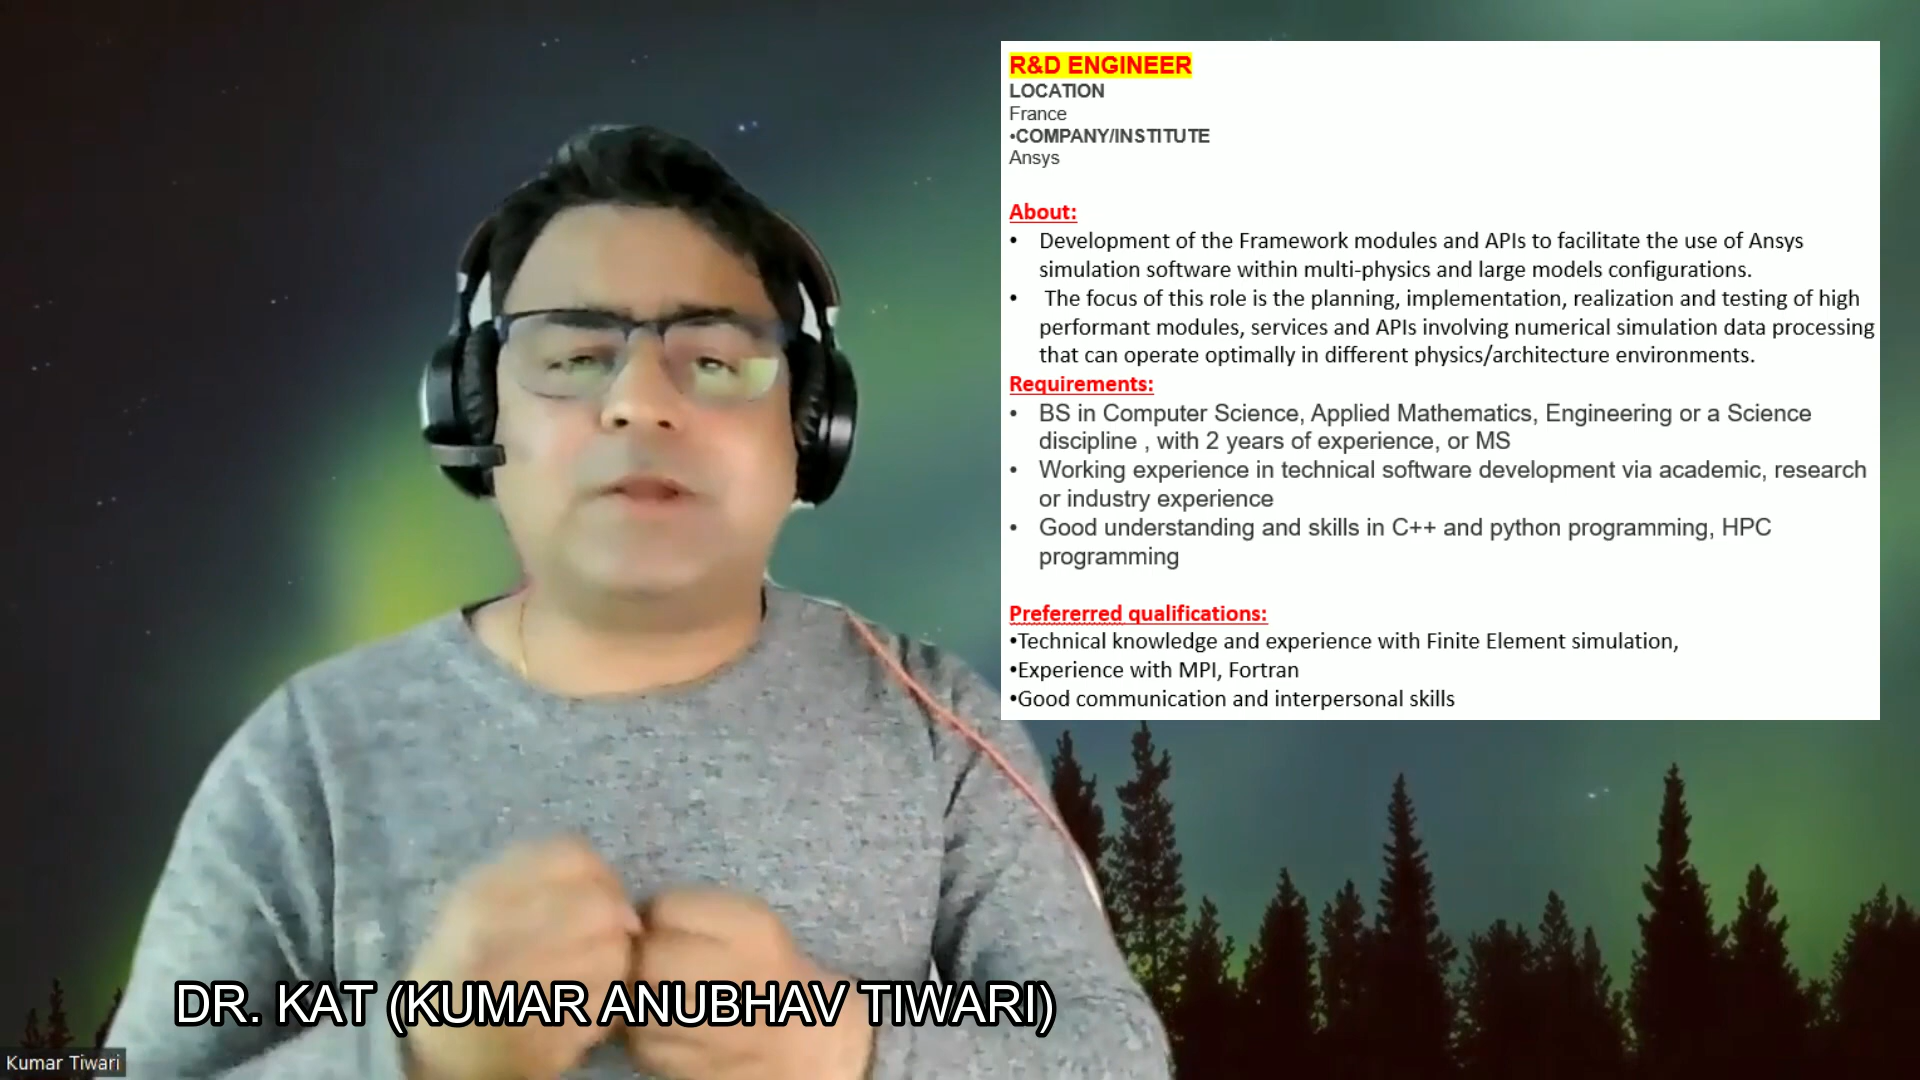 R&D ENGINEER
LOCATION
France
•COMPANY/INSTITUTE
Ansys
About:
• Development of the Framework modules and APIs to facilitate the use of Ansys
simulation software within multi-physics and large models configurations.
• The focus of this role is the planning, implementation, realization and testing of high
performant modules, services and APIs involving numerical simulation data processing
that can operate optimally in different physics/architecture environments.
Requirements:
• BS in Computer Science, Applied Mathematics, Engineering or a Science
discipline , with 2 years of experience, or MS
• Working experience in technical software development via academic, research
or industry experience
• Good understanding and skills in C++ and python programming, HPC
programming
Prefererred qualifications:
•Technical knowledge and experience with Finite Element simulation,
•Experience with MPI, Fortran
•Good communication and interpersonal skills
DR. KAT (KUMAR ANUBHAV TIWARI)
Kumar Tiwari